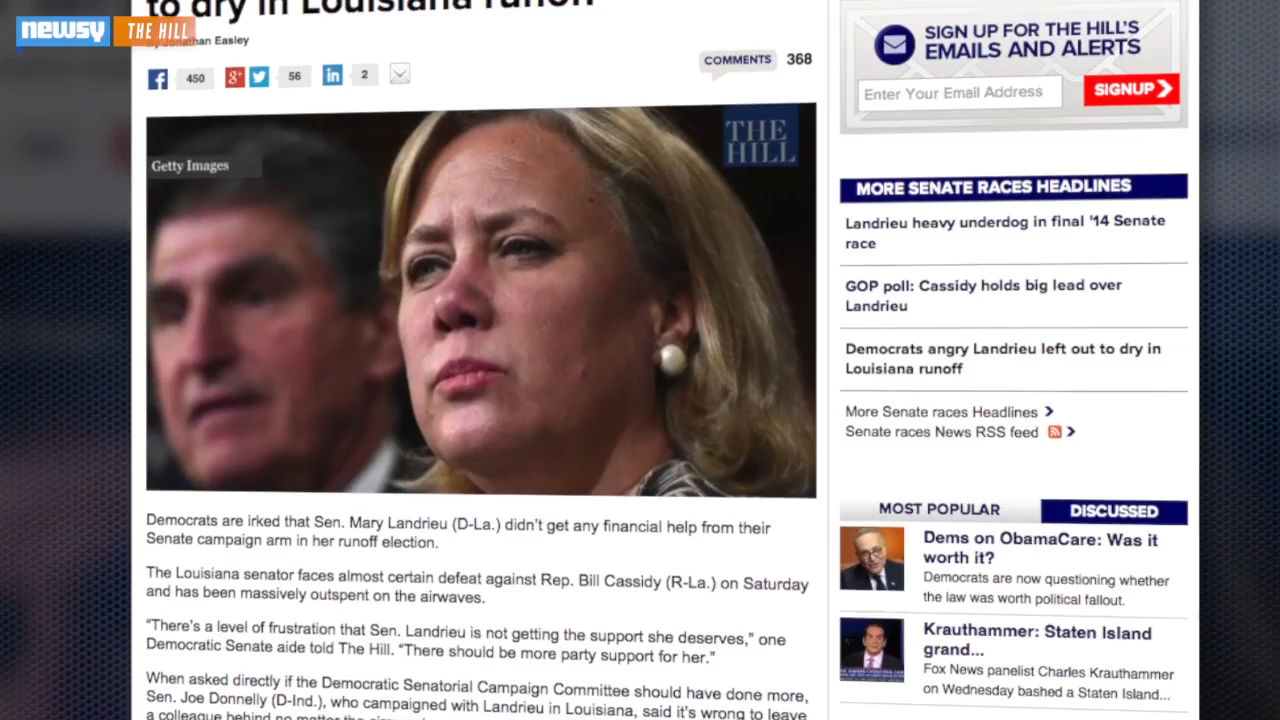 to dry in Louisiana runoff
newsy THE HILL
By Jonathan Easley
450
g+
56
in
2
COMMENTS 368
Getty Images
THE HILL
Democrats are irked that Sen. Mary Landrieu (D-La.) didn't get any financial help from their
Senate campaign arm in her runoff election.
The Louisiana senator faces almost certain defeat against Rep. Bill Cassidy (R-La.) on Saturday
and has been massively outspent on the airwaves.
"There's a level of frustration that Sen. Landrieu is not getting the support she deserves," one
Democratic Senate aide told The Hill. "There should be more party support for her."
When asked directly if the Democratic Senatorial Campaign Committee should have done more,
Sen. Joe Donnelly (D-Ind.), who campaigned with Landrieu in Louisiana, said it's wrong to leave
a colleague behind no matter the
SIGN UP FOR THE HILL'S
EMAILS AND ALERTS
Enter Your Email Address
SIGNUP
MORE SENATE RACES HEADLINES
Landrieu heavy underdog in final '14 Senate
race
GOP poll: Cassidy holds big lead over
Landrieu
Democrats angry Landrieu left out to dry in
Louisiana runoff
More Senate races Headlines
Senate races News RSS feed
MOST POPULAR
DISCUSSED
Dems on ObamaCare: Was it
worth it?
Democrats are now questioning whether
the law was worth political fallout.
Krauthammer: Staten Island
grand...
Fox News panelist Charles Krauthammer
on Wednesday bashed a Staten Island...